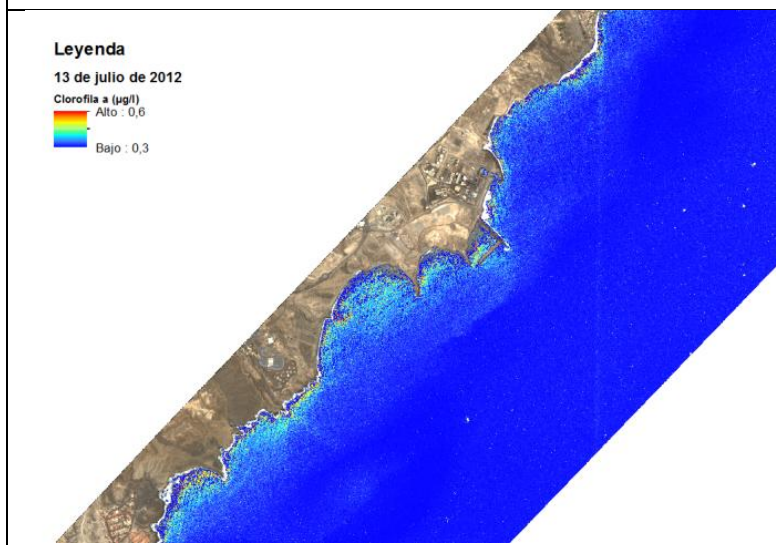 Leyenda
13 de julio de 2012
Clorofila a (µg/l)
Alto : 0,6
Bajo : 0,3